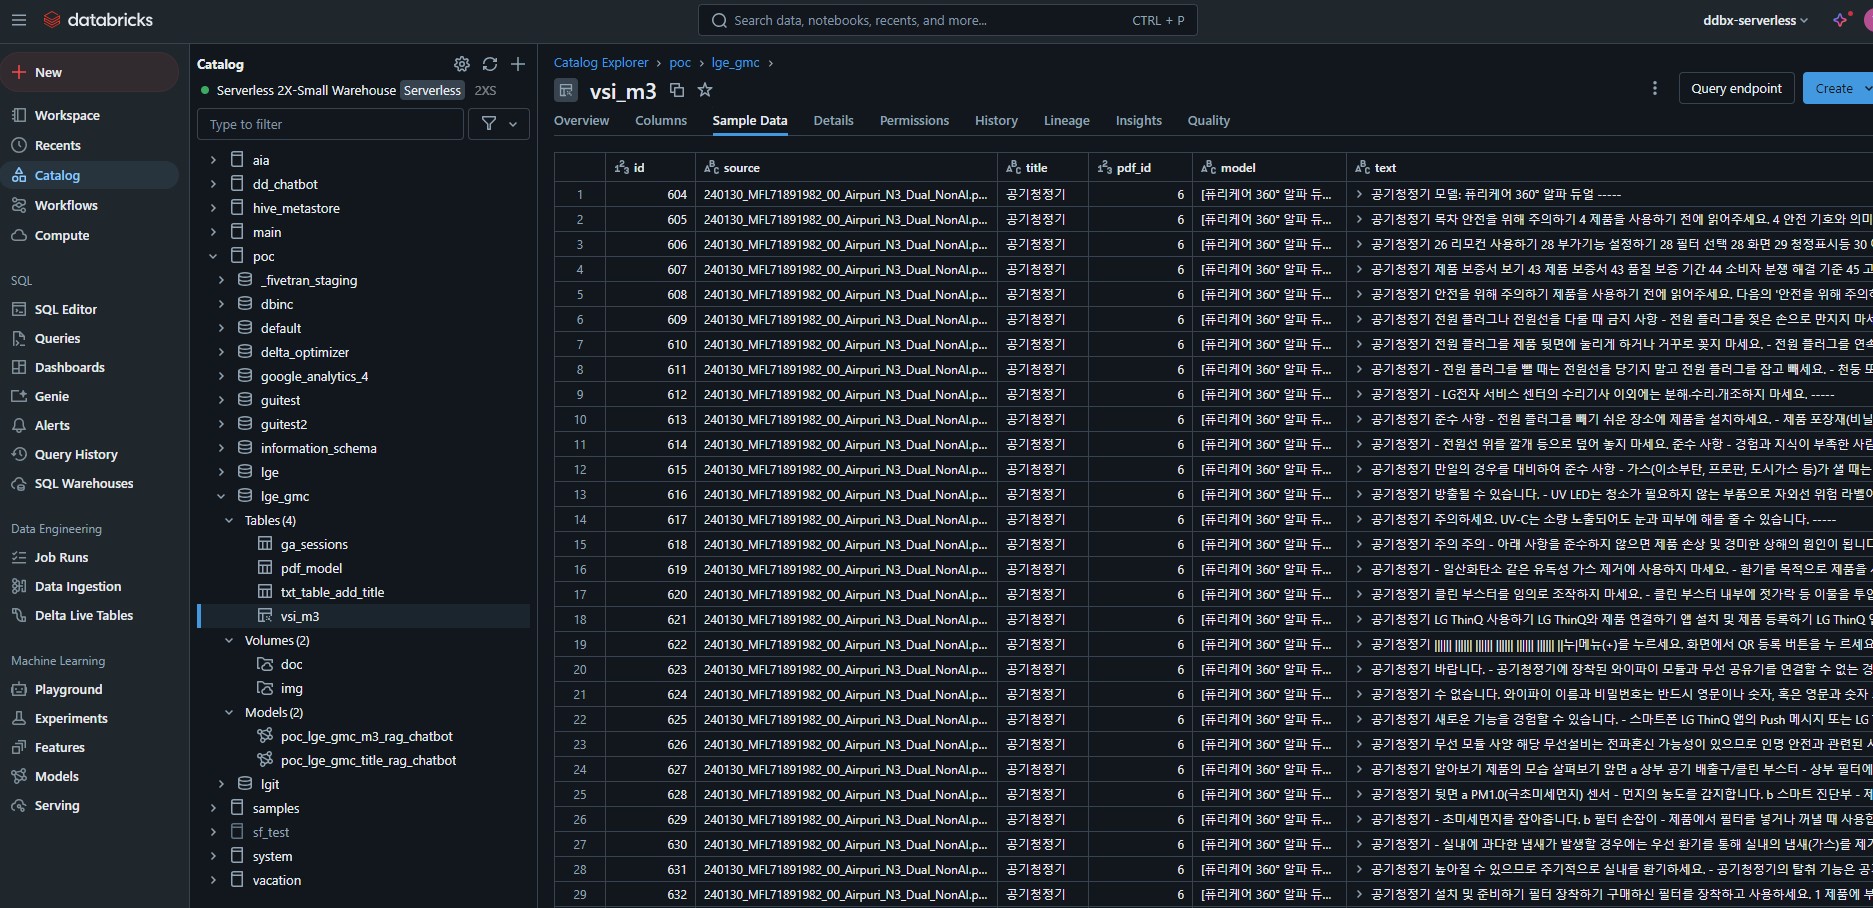 databricks
Search data, notebooks, recents, and more...
CTRL + P
ddbx-serverless
New
Workspace
Recents
Catalog
Workflows
Compute
SQL
SQL Editor
Queries
Dashboards
Genie
Alerts
Query History
SQL Warehouses
Data Engineering
Job Runs
Data Ingestion
Delta Live Tables
Machine Learning
Playground
Experiments
Features
Models
Serving
Catalog
Serverless 2X-Small Warehouse Serverless 2XS
Type to filter
aia
dd_chatbot
hive_metastore
main
poc
_fivetran_staging
dbinc
default
delta_optimizer
google_analytics_4
guitest
guitest2
information_schema
lge
lge_gmc
Tables (4)
ga_sessions
pdf_model
txt_table_add_title
vsi_m3
Volumes (2)
doc
img
Models (2)
poc_lge_gmc_m3_rag_chatbot
poc_lge_gmc_title_rag_chatbot
lgit
samples
sf_test
system
vacation
Catalog Explorer › poc › lge_gmc ›
vsi_m3
Query endpoint
Create
Overview Columns Sample Data Details Permissions History Lineage Insights Quality
id source title pdf_id model text
1 604 240130_MFL71891982_00_Airpuri_N3_Dual_NonAI.p... 공기청정기 6 [퓨리케어 360° 알파 듀... 공기청정기 모델: 퓨리케어 360° 알파 듀얼 -----
2 605 240130_MFL71891982_00_Airpuri_N3_Dual_NonAI.p... 공기청정기 6 [퓨리케어 360° 알파 듀... 공기청정기 목차 안전을 위해 주의하기 4 제품을 사용하기 전에 읽어주세요. 4 안전 기호와 의미
3 606 240130_MFL71891982_00_Airpuri_N3_Dual_NonAI.p... 공기청정기 6 [퓨리케어 360° 알파 듀... 공기청정기 26 리모컨 사용하기 28 부가기능 설정하기 28 필터 선택 28 화면 29 청정표시등 30
4 607 240130_MFL71891982_00_Airpuri_N3_Dual_NonAI.p... 공기청정기 6 [퓨리케어 360° 알파 듀... 공기청정기 제품 보증서 보기 43 제품 보증서 43 품질 보증 기간 44 소비자 분쟁 해결 기준 45
5 608 240130_MFL71891982_00_Airpuri_N3_Dual_NonAI.p... 공기청정기 6 [퓨리케어 360° 알파 듀... 공기청정기 안전을 위해 주의하기 제품을 사용하기 전에 읽어주세요. 다음의 '안전을 위해
6 609 240130_MFL71891982_00_Airpuri_N3_Dual_NonAI.p... 공기청정기 6 [퓨리케어 360° 알파 듀... 공기청정기 전원 플러그나 전원선을 다룰 때 금지 사항 - 전원 플러그를 젖은 손으로 만지지
7 610 240130_MFL71891982_00_Airpuri_N3_Dual_NonAI.p... 공기청정기 6 [퓨리케어 360° 알파 듀... 공기청정기 전원 플러그를 제품 뒷면에 눌리게 하거나 거꾸로 꽂지 마세요. - 전원 플러그를
8 611 240130_MFL71891982_00_Airpuri_N3_Dual_NonAI.p... 공기청정기 6 [퓨리케어 360° 알파 듀... 공기청정기 - 전원 플러그를 뺄 때는 전원선을 당기지 말고 전원 플러그를 잡고 빼세요. - 천둥
9 612 240130_MFL71891982_00_Airpuri_N3_Dual_NonAI.p... 공기청정기 6 [퓨리케어 360° 알파 듀... 공기청정기 - LG전자 서비스 센터의 수리기사 이외에는 분해·수리·개조하지 마세요. -----
10 613 240130_MFL71891982_00_Airpuri_N3_Dual_NonAI.p... 공기청정기 6 [퓨리케어 360° 알파 듀... 공기청정기 준수 사항 - 전원 플러그를 빼기 쉬운 장소에 제품을 설치하세요. - 제품 포장재(비닐
11 614 240130_MFL71891982_00_Airpuri_N3_Dual_NonAI.p... 공기청정기 6 [퓨리케어 360° 알파 듀... 공기청정기 - 전원선 위를 깔개 등으로 덮어 놓지 마세요. 준수 사항 - 경험과 지식이 부족한
12 615 240130_MFL71891982_00_Airpuri_N3_Dual_NonAI.p... 공기청정기 6 [퓨리케어 360° 알파 듀... 공기청정기 만일의 경우를 대비하여 준수 사항 - 가스(이소부탄, 프로판, 도시가스 등)가 샐 때는
13 616 240130_MFL71891982_00_Airpuri_N3_Dual_NonAI.p... 공기청정기 6 [퓨리케어 360° 알파 듀... 공기청정기 방출될 수 있습니다. - UV LED는 청소가 필요하지 않는 부품으로 자외선 위험
14 617 240130_MFL71891982_00_Airpuri_N3_Dual_NonAI.p... 공기청정기 6 [퓨리케어 360° 알파 듀... 공기청정기 주의하세요. UV-C는 소량 노출되어도 눈과 피부에 해를 줄 수 있습니다. -----
15 618 240130_MFL71891982_00_Airpuri_N3_Dual_NonAI.p... 공기청정기 6 [퓨리케어 360° 알파 듀... 공기청정기 주의 주의 - 아래 사항을 준수하지 않으면 제품 손상 및 경미한 상해의 원인이 됩니다
16 619 240130_MFL71891982_00_Airpuri_N3_Dual_NonAI.p... 공기청정기 6 [퓨리케어 360° 알파 듀... 공기청정기 - 일산화탄소 같은 유독성 가스 제거에 사용하지 마세요. - 환기를 목적으로 제품을
17 620 240130_MFL71891982_00_Airpuri_N3_Dual_NonAI.p... 공기청정기 6 [퓨리케어 360° 알파 듀... 공기청정기 클린 부스터를 임의로 조작하지 마세요. - 클린 부스터 내부에 젓가락 등 이물을
18 621 240130_MFL71891982_00_Airpuri_N3_Dual_NonAI.p... 공기청정기 6 [퓨리케어 360° 알파 듀... 공기청정기 LG ThinQ 사용하기 LG ThinQ와 제품 연결하기 앱 설치 및 제품 등록하기 LG ThinQ
19 622 240130_MFL71891982_00_Airpuri_N3_Dual_NonAI.p... 공기청정기 6 [퓨리케어 360° 알파 듀... 공기청정기 |||||| |||||| |||||| |||||| |||||| |||||| ||누|메뉴(+)를 누르세요. 화면에서 QR 등록 버튼을 누 르세요
20 623 240130_MFL71891982_00_Airpuri_N3_Dual_NonAI.p... 공기청정기 6 [퓨리케어 360° 알파 듀... 공기청정기 바랍니다. - 공기청정기에 장착된 와이파이 모듈과 무선 공유기를 연결할 수 없는
21 624 240130_MFL71891982_00_Airpuri_N3_Dual_NonAI.p... 공기청정기 6 [퓨리케어 360° 알파 듀... 공기청정기 수 없습니다. 와이파이 이름과 비밀번호는 반드시 영문이나 숫자, 혹은 영문과 숫자
22 625 240130_MFL71891982_00_Airpuri_N3_Dual_NonAI.p... 공기청정기 6 [퓨리케어 360° 알파 듀... 공기청정기 새로운 기능을 경험할 수 있습니다. - 스마트폰 LG ThinQ 앱의 Push 메시지 또는 LG
23 626 240130_MFL71891982_00_Airpuri_N3_Dual_NonAI.p... 공기청정기 6 [퓨리케어 360° 알파 듀... 공기청정기 무선 모듈 사양 해당 무선설비는 전파혼신 가능성이 있으므로 인명 안전과 관련된
24 627 240130_MFL71891982_00_Airpuri_N3_Dual_NonAI.p... 공기청정기 6 [퓨리케어 360° 알파 듀... 공기청정기 알아보기 제품의 모습 살펴보기 앞면 a 상부 공기 배출구/클린 부스터 - 상부 필터에
25 628 240130_MFL71891982_00_Airpuri_N3_Dual_NonAI.p... 공기청정기 6 [퓨리케어 360° 알파 듀... 공기청정기 뒷면 a PM1.0(극초미세먼지) 센서 - 먼지의 농도를 감지합니다. b 스마트 진단부 -
26 629 240130_MFL71891982_00_Airpuri_N3_Dual_NonAI.p... 공기청정기 6 [퓨리케어 360° 알파 듀... 공기청정기 - 초미세먼지를 잡아줍니다. b 필터 손잡이 - 제품에서 필터를 넣거나 꺼낼 때
27 630 240130_MFL71891982_00_Airpuri_N3_Dual_NonAI.p... 공기청정기 6 [퓨리케어 360° 알파 듀... 공기청정기 - 실내에 과다한 냄새가 발생할 경우에는 우선 환기를 통해 실내의 냄새(가스)를
28 631 240130_MFL71891982_00_Airpuri_N3_Dual_NonAI.p... 공기청정기 6 [퓨리케어 360° 알파 듀... 공기청정기 높아질 수 있으므로 주기적으로 실내를 환기하세요. - 공기청정기의 탈취 기능은
29 632 240130_MFL71891982_00_Airpuri_N3_Dual_NonAI.p... 공기청정기 6 [퓨리케어 360° 알파 듀... 공기청정기 설치 및 준비하기 필터 장착하기 구매하신 필터를 장착하고 사용하세요. 1 제품에